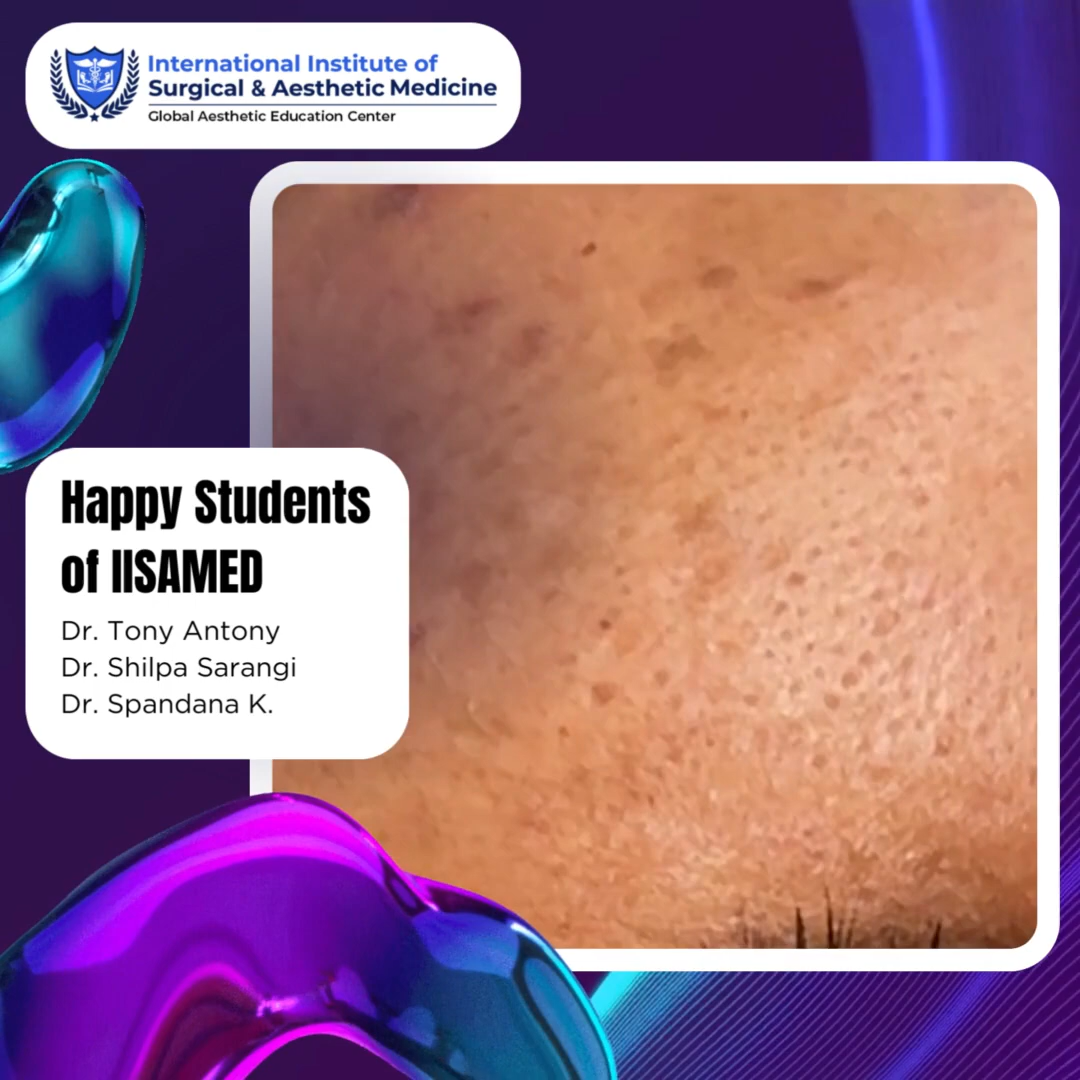 International Institute of
Surgical & Aesthetic Medicine
Global Aesthetic Education Center
Happy Students
of IISAMED
Dr. Tony Antony
Dr. Shilpa Sarangi
Dr. Spandana K.